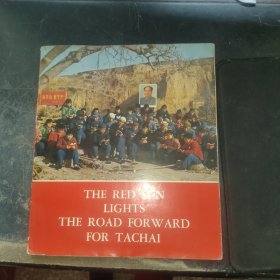 THE RED SUN
LIGHTS
THE ROAD FORWARD
FOR TACHAI